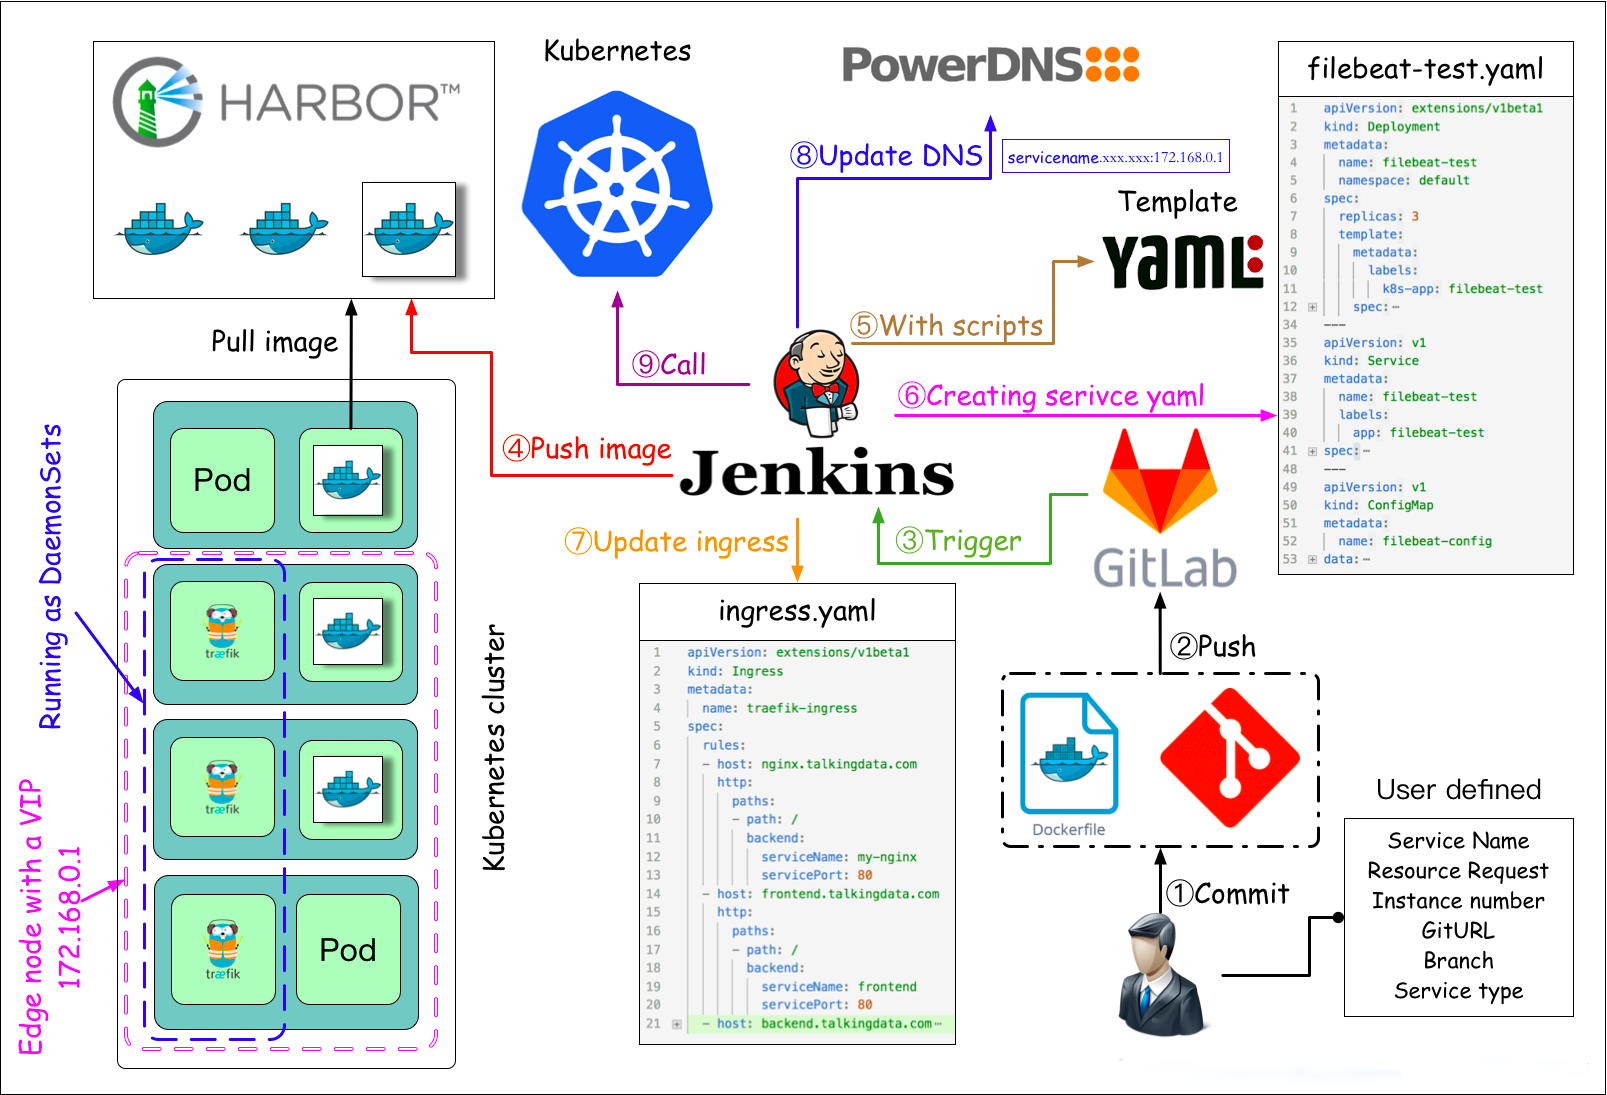 HARBOR™
Kubernetes
PowerDNS
⑧Update DNS
servicename.xxx.xxx:172.168.0.1
Template
YAML
⑤With scripts
⑨Call
Pull image
④Push image
⑥Creating serivce yaml
Jenkins
⑦Update ingress
③Trigger
GitLab
②Push
Dockerfile
①Commit
User defined
Service Name
Resource Request
Instance number
GitURL
Branch
Service type
filebeat-test.yaml
1 apiVersion: extensions/v1beta1
2 kind: Deployment
3 metadata:
4 name: filebeat-test
5 namespace: default
6 spec:
7 replicas: 3
8 template:
9 metadata:
10 labels:
11 k8s-app: filebeat-test
12 spec:⋯
34 ---
35 apiVersion: v1
36 kind: Service
37 metadata:
38 name: filebeat-test
39 labels:
40 app: filebeat-test
41 spec:⋯
48 ---
49 apiVersion: v1
50 kind: ConfigMap
51 metadata:
52 name: filebeat-config
53 data:⋯
ingress.yaml
1 apiVersion: extensions/v1beta1
2 kind: Ingress
3 metadata:
4 name: traefik-ingress
5 spec:
6 rules:
7 - host: nginx.talkingdata.com
8 http:
9 paths:
10 - path: /
11 backend:
12 serviceName: my-nginx
13 servicePort: 80
14 - host: frontend.talkingdata.com
15 http:
16 paths:
17 - path: /
18 backend:
19 serviceName: frontend
20 servicePort: 80
21 - host: backend.talkingdata.com⋯
Pod
træfik
træfik
træfik
Pod
Running as DaemonSets
Edge node with a VIP
172.168.0.1
Kubernetes cluster